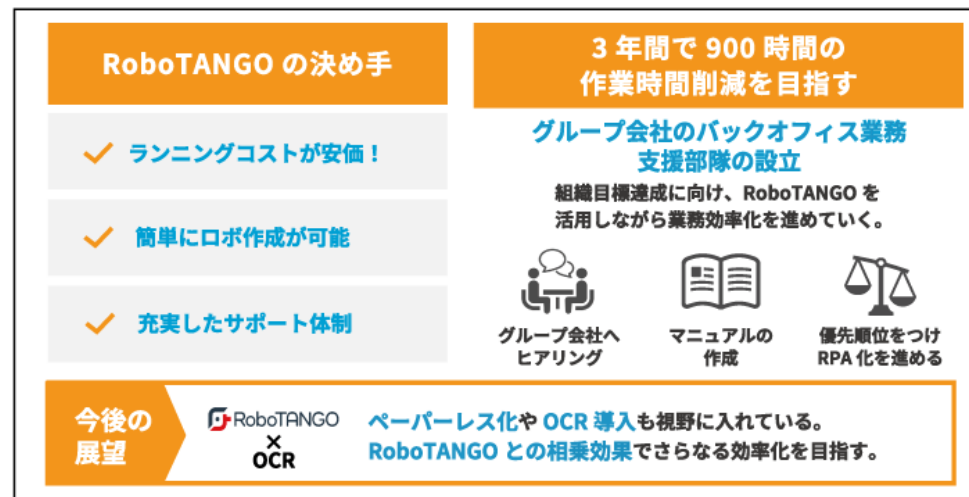 RoboTANGO の決め手
ランニングコストが安価！
簡単にロボ作成が可能
充実したサポート体制
3 年間で 900 時間の
作業時間削減を目指す
グループ会社のバックオフィス業務
支援部隊の設立
組織目標達成に向け、RoboTANGO を
活用しながら業務効率化を進めていく。
グループ会社へ
ヒアリング
マニュアルの
作成
優先順位をつけ
RPA 化を進める
今後の
展望
RoboTANGO
×
OCR
ペーパーレス化や OCR 導入も視野に入れている。
RoboTANGO との相乗効果でさらなる効率化を目指す。